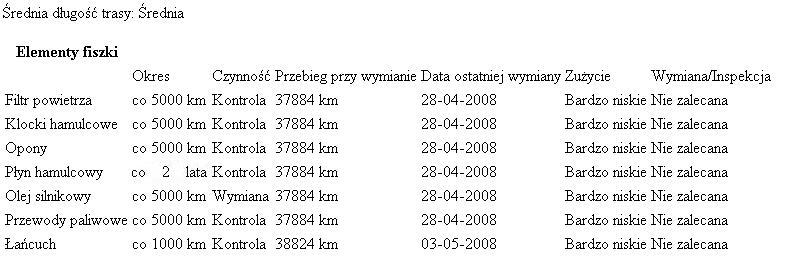 Średnia długość trasy: Średnia
Elementy fiszki
Okres Czynność Przebieg przy wymianie Data ostatniej wymiany Zużycie Wymiana/Inspekcja
Filtr powietrza co 5000 km Kontrola 37884 km 28-04-2008 Bardzo niskie Nie zalecana
Klocki hamulcowe co 5000 km Kontrola 37884 km 28-04-2008 Bardzo niskie Nie zalecana
Opony co 5000 km Kontrola 37884 km 28-04-2008 Bardzo niskie Nie zalecana
Płyn hamulcowy co 2 lata Kontrola 37884 km 28-04-2008 Bardzo niskie Nie zalecana
Olej silnikowy co 5000 km Wymiana 37884 km 28-04-2008 Bardzo niskie Nie zalecana
Przewody paliwowe co 5000 km Kontrola 37884 km 28-04-2008 Bardzo niskie Nie zalecana
Łańcuch co 1000 km Kontrola 38824 km 03-05-2008 Bardzo niskie Nie zalecana